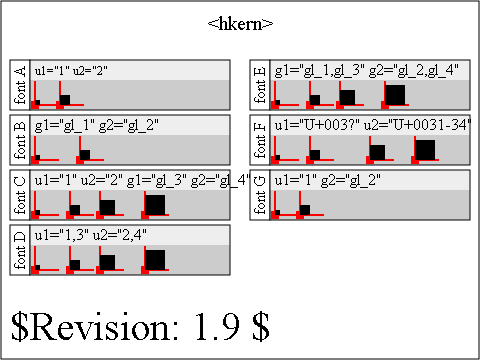 <hkern>
font A
u1="1" u2="2"
font B
g1="gl_1" g2="gl_2"
font C
u1="1" u2="2" g1="gl_3" g2="gl_4"
font D
u1="1,3" u2="2,4"
font E
g1="gl_1,gl_3" g2="gl_2,gl_4"
font F
u1="U+003?" u2="U+0031-34"
font G
u1="1" g2="gl_2"
$Revision: 1.9 $